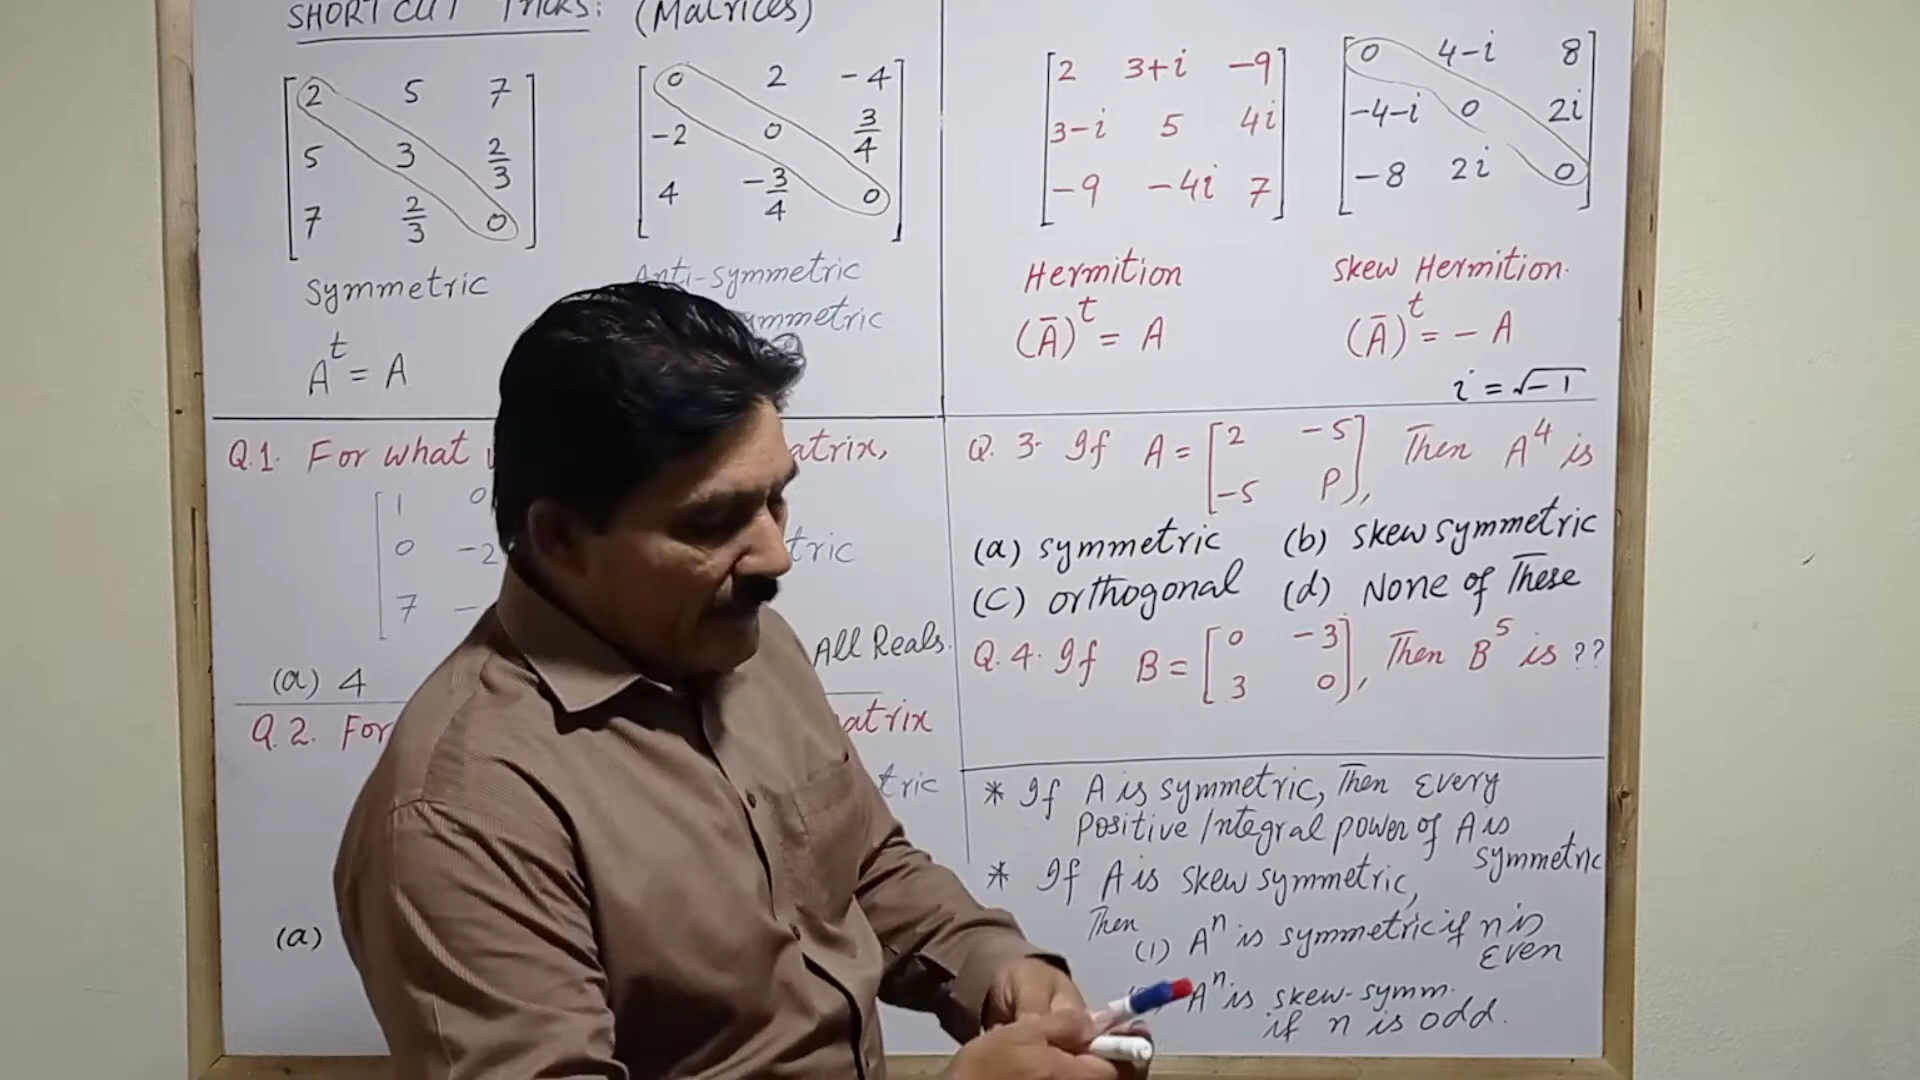 SHORTCUT Tricks: (Matrices)
2 5 7
5 3 2/3
7 2/3 0
Symmetric
A^t = A
0 2 -4
-2 0 3/4
4 -3/4 0
Anti-symmetric
mmetric
2 3+i -9
3-i 5 4i
-9 -4i 7
Hermition
(Ā)^t = A
0 4-i 8
-4-i 0 2i
-8 2i 0
Skew Hermition.
(Ā)^t = - A
i = √-1
Q.1. For what atrix,
1 0
0 -2 tric
7 -
All Reals.
(a) 4
Q.2. For atrix
tric
(a)
Q. 3. If A = [2 -5
-5 P], Then A^4 is
(a) symmetric (b) skew symmetric
(C) orthogonal (d) None of These
Q.4. If B = [0 -3
3 0], Then B^5 is ??
* If A is symmetric, Then Every
Positive Integral power of A is
symmetric
* If A is skew symmetric,
Then
(1) A^n is symmetric if n is
Even
A^n is skew-symm.
if n is odd.